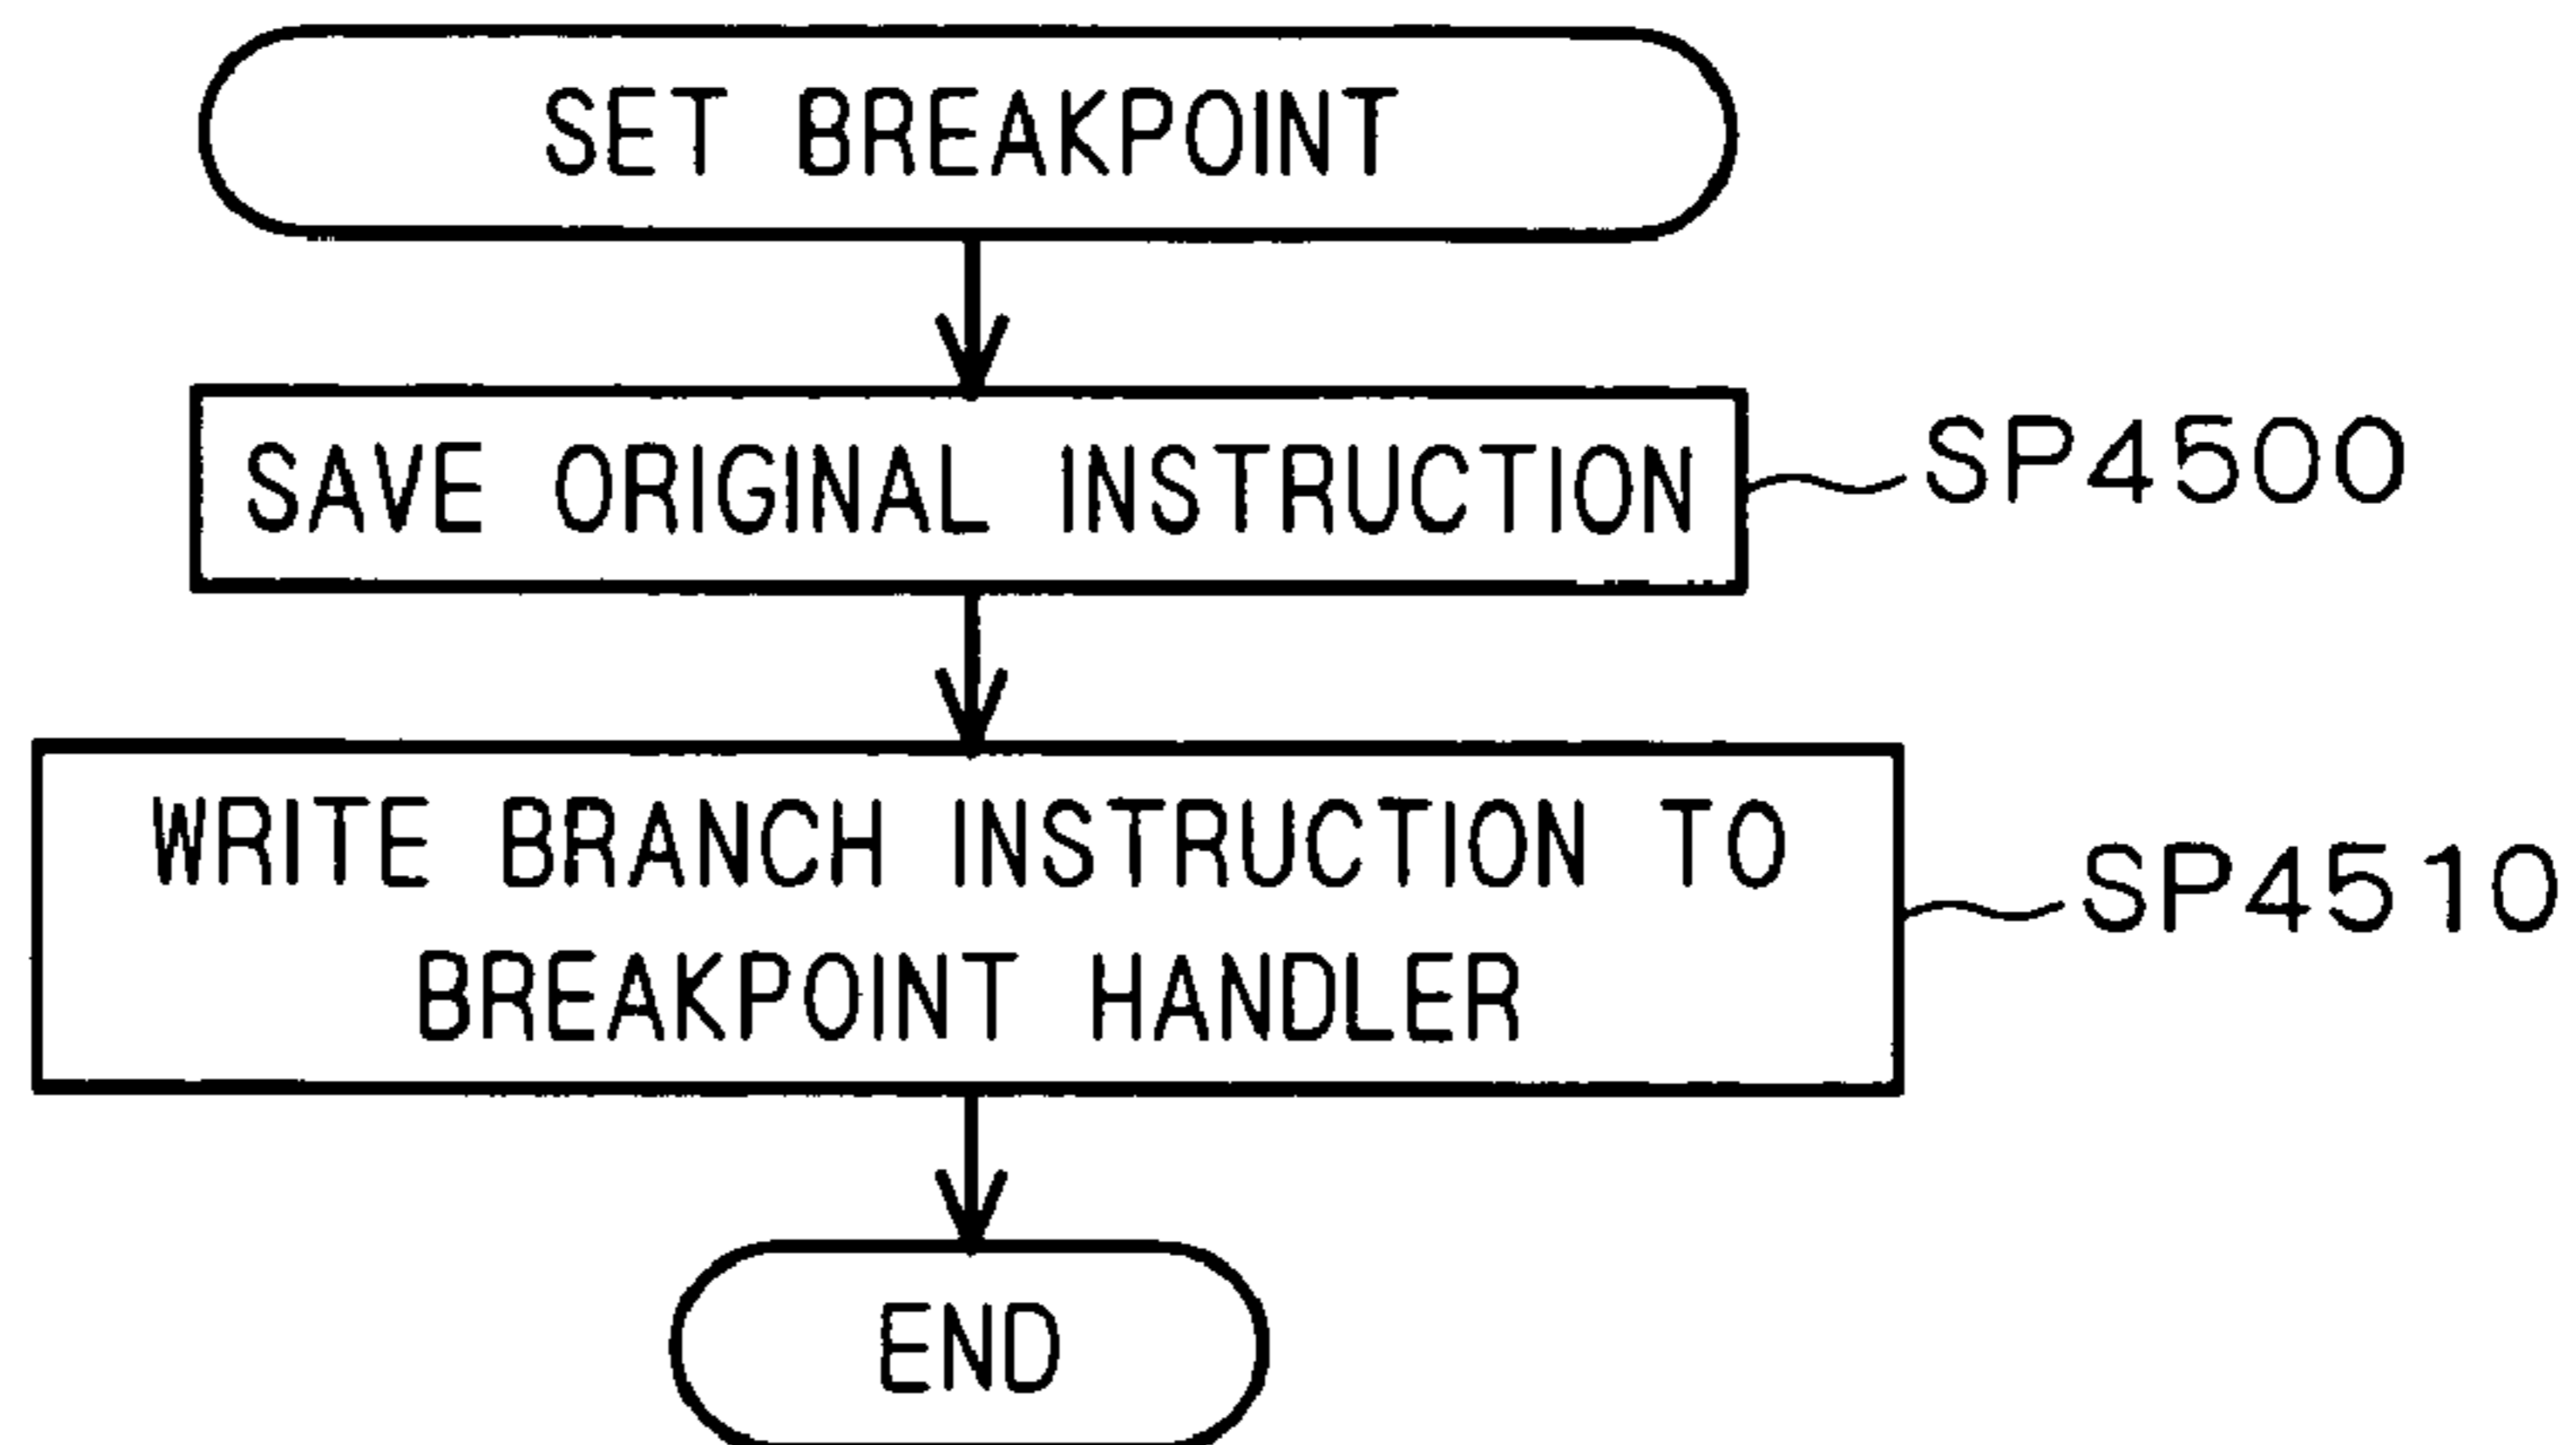 SET BREAKPOINT
SAVE ORIGINAL INSTRUCTION
SP4500
WRITE BRANCH INSTRUCTION TO
BREAKPOINT HANDLER
SP4510
END